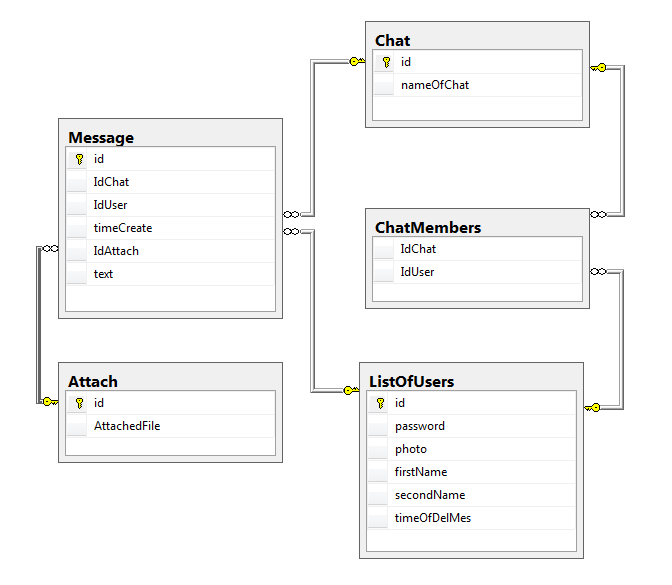 Chat
id
nameOfChat
Message
id
IdChat
IdUser
timeCreate
IdAttach
text
ChatMembers
IdChat
IdUser
Attach
id
AttachedFile
ListOfUsers
id
password
photo
firstName
secondName
timeOfDelMes